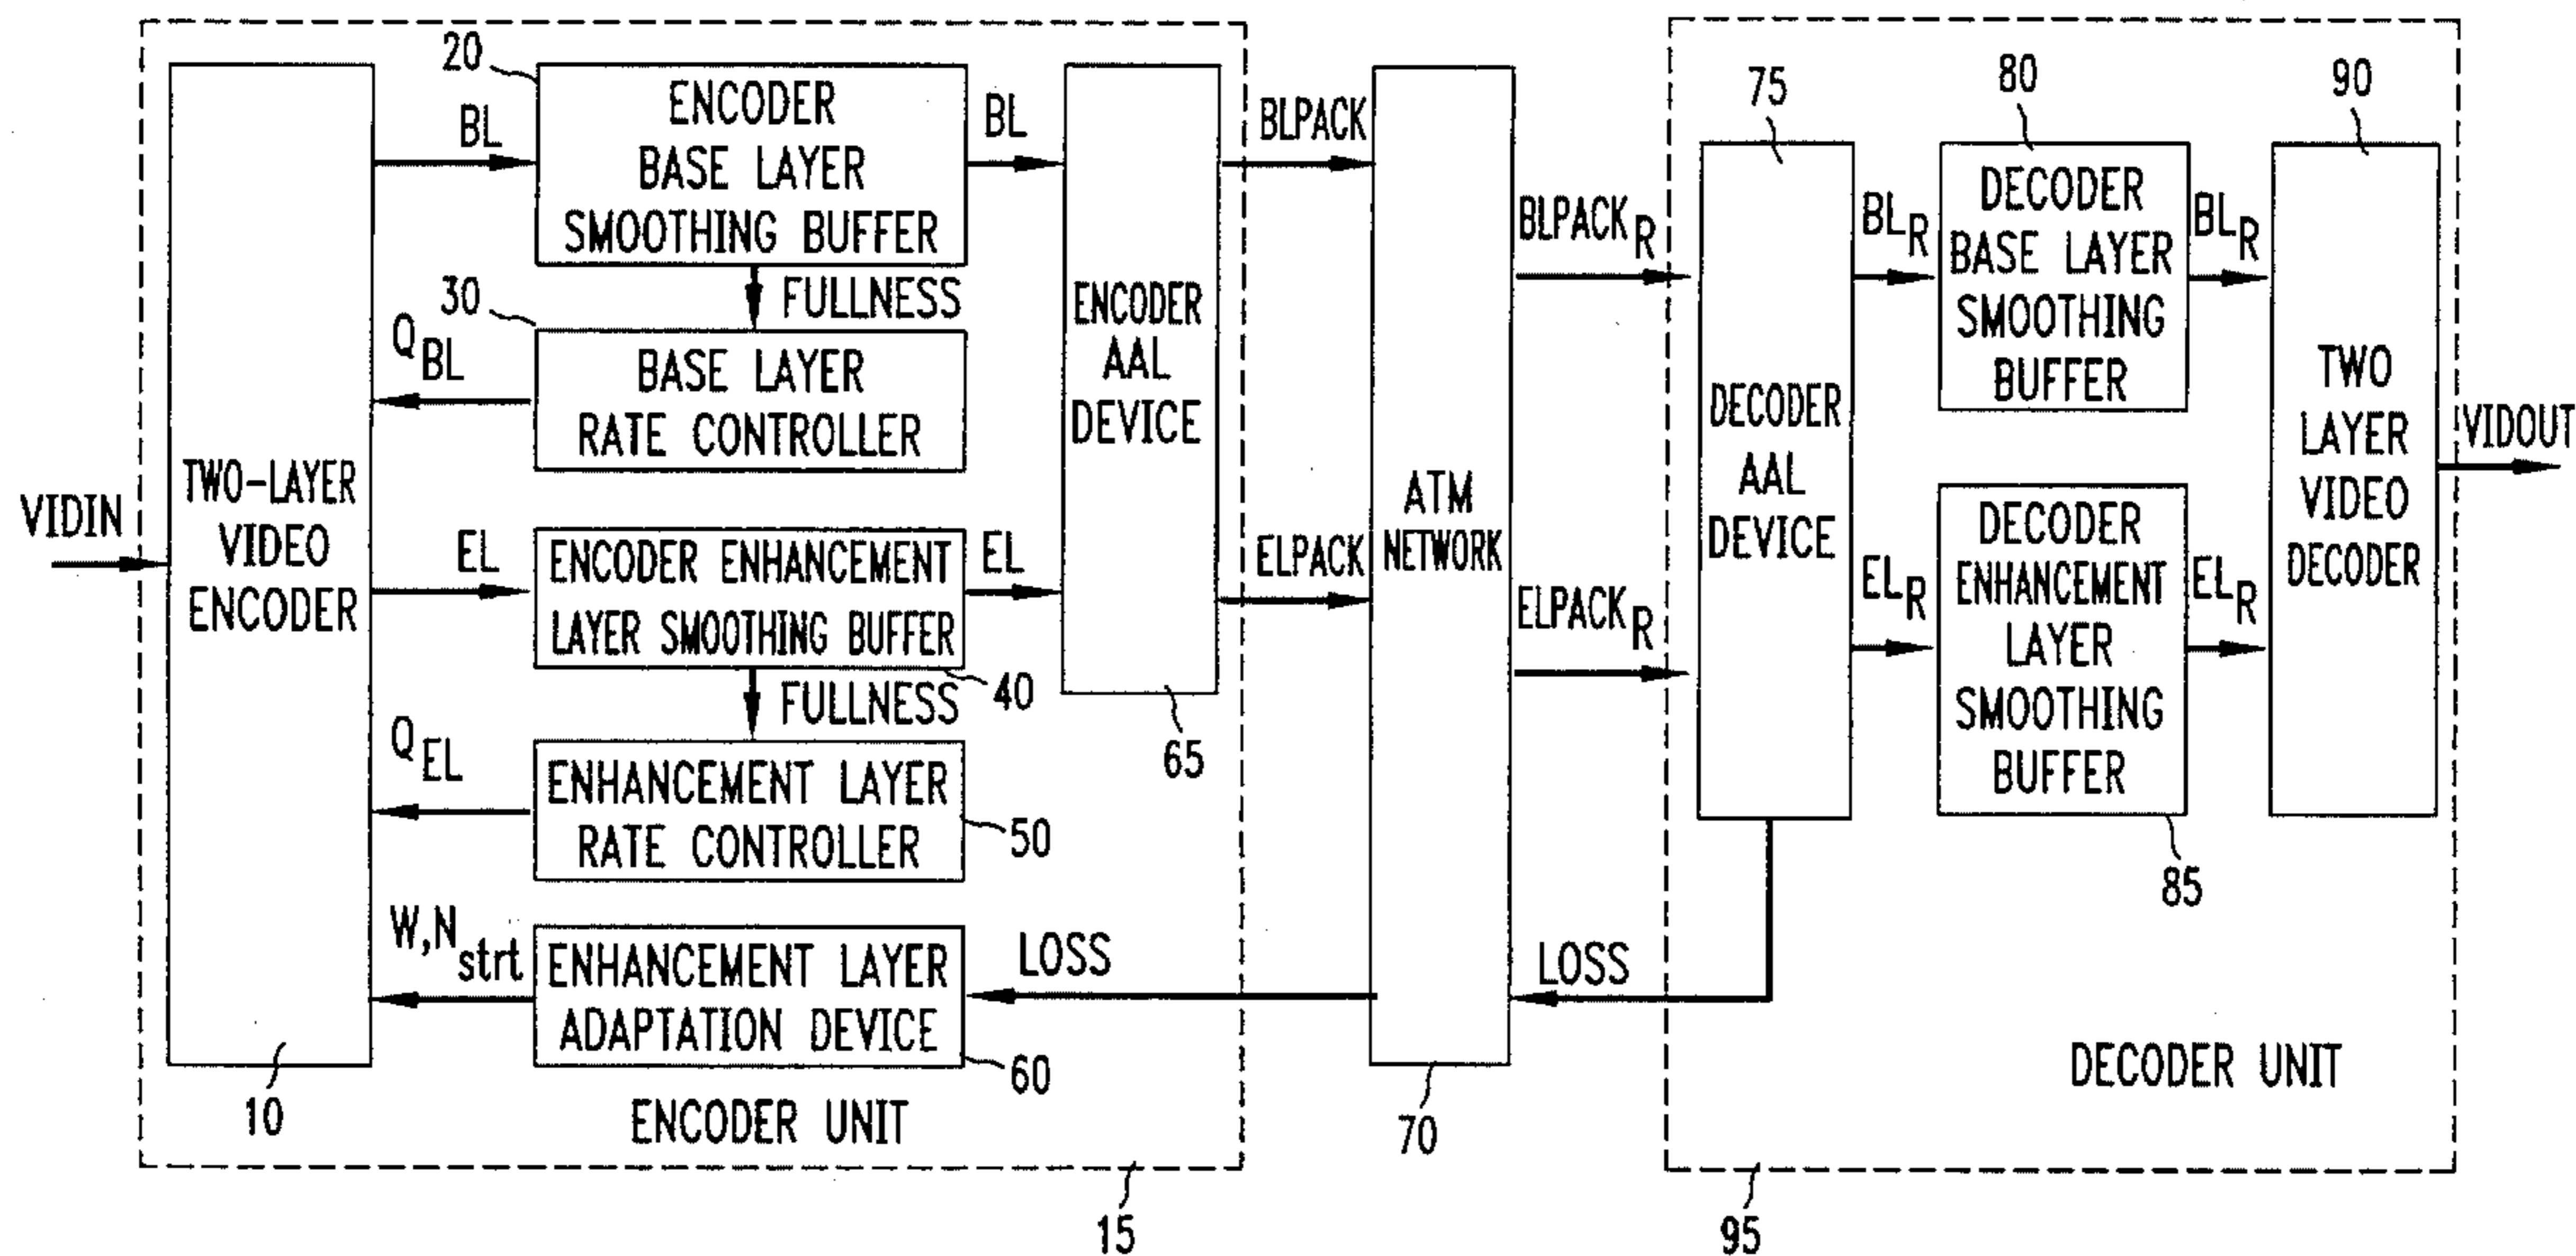 VIDIN
TWO-LAYER
VIDEO
ENCODER
10
BL
20
ENCODER
BASE LAYER
SMOOTHING BUFFER
BL
FULLNESS
30
Q BL
BASE LAYER
RATE CONTROLLER
EL
ENCODER ENHANCEMENT
LAYER SMOOTHING BUFFER
EL
40
FULLNESS
Q EL
ENHANCEMENT LAYER
RATE CONTROLLER
50
W,N strt
ENHANCEMENT LAYER
ADAPTATION DEVICE
60
LOSS
ENCODER UNIT
15
ENCODER
AAL
DEVICE
65
BLPACK
ELPACK
ATM
NETWORK
70
BLPACK R
ELPACK R
LOSS
75
DECODER
AAL
DEVICE
BL R
EL R
80
DECODER
BASE LAYER
SMOOTHING
BUFFER
DECODER
ENHANCEMENT
LAYER
SMOOTHING
BUFFER
85
BL R
EL R
90
TWO
LAYER
VIDEO
DECODER
VIDOUT
DECODER UNIT
95